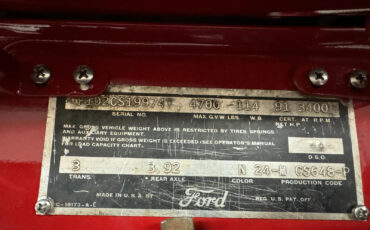 4700 114 91 3400
SERIAL NO. MAX. G.V.W LBS. W.B. CERT. NET H.P. AT R.P.M.
MAX. GROSS VEHICLE WEIGHT ABOVE IS RESTRICTED BY TIRES SPRINGS
AND AUXILIARY EQUIPMENT.
WARRANTY VOID IF GROSS WEIGHT IS EXCEEDED (SEE OPERATOR'S MANUAL
FOR LOAD CAPACITY CHART)
D.S.O.
3 3.92 N 24-D CS648-P
TRANS. REAR AXLE COLOR PRODUCTION CODE
MADE IN U.S.A. BY Ford REG. U.S. PAT. OFF